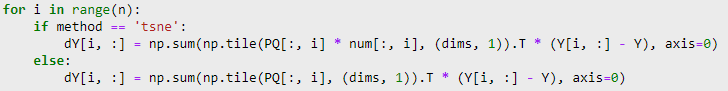 for i in range(n):
    if method == 'tsne':
        dY[i, :] = np.sum(np.tile(PQ[:, i] * num[:, i], (dims, 1)).T * (Y[i, :] - Y), axis=0)
    else:
        dY[i, :] = np.sum(np.tile(PQ[:, i], (dims, 1)).T * (Y[i, :] - Y), axis=0)